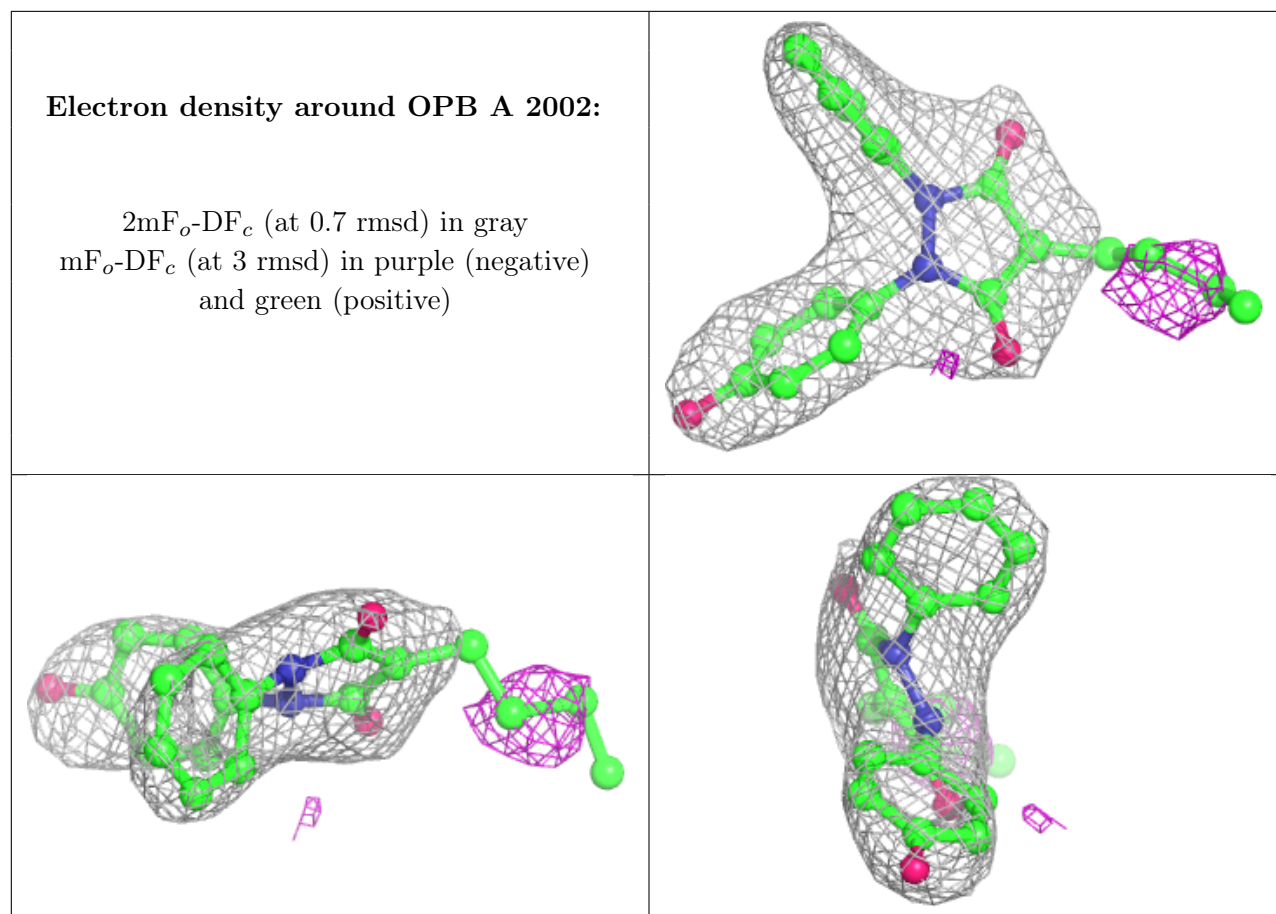 Electron density around OPB A 2002:
2mFo-DFc (at 0.7 rmsd) in gray
mFo-DFc (at 3 rmsd) in purple (negative)
and green (positive)